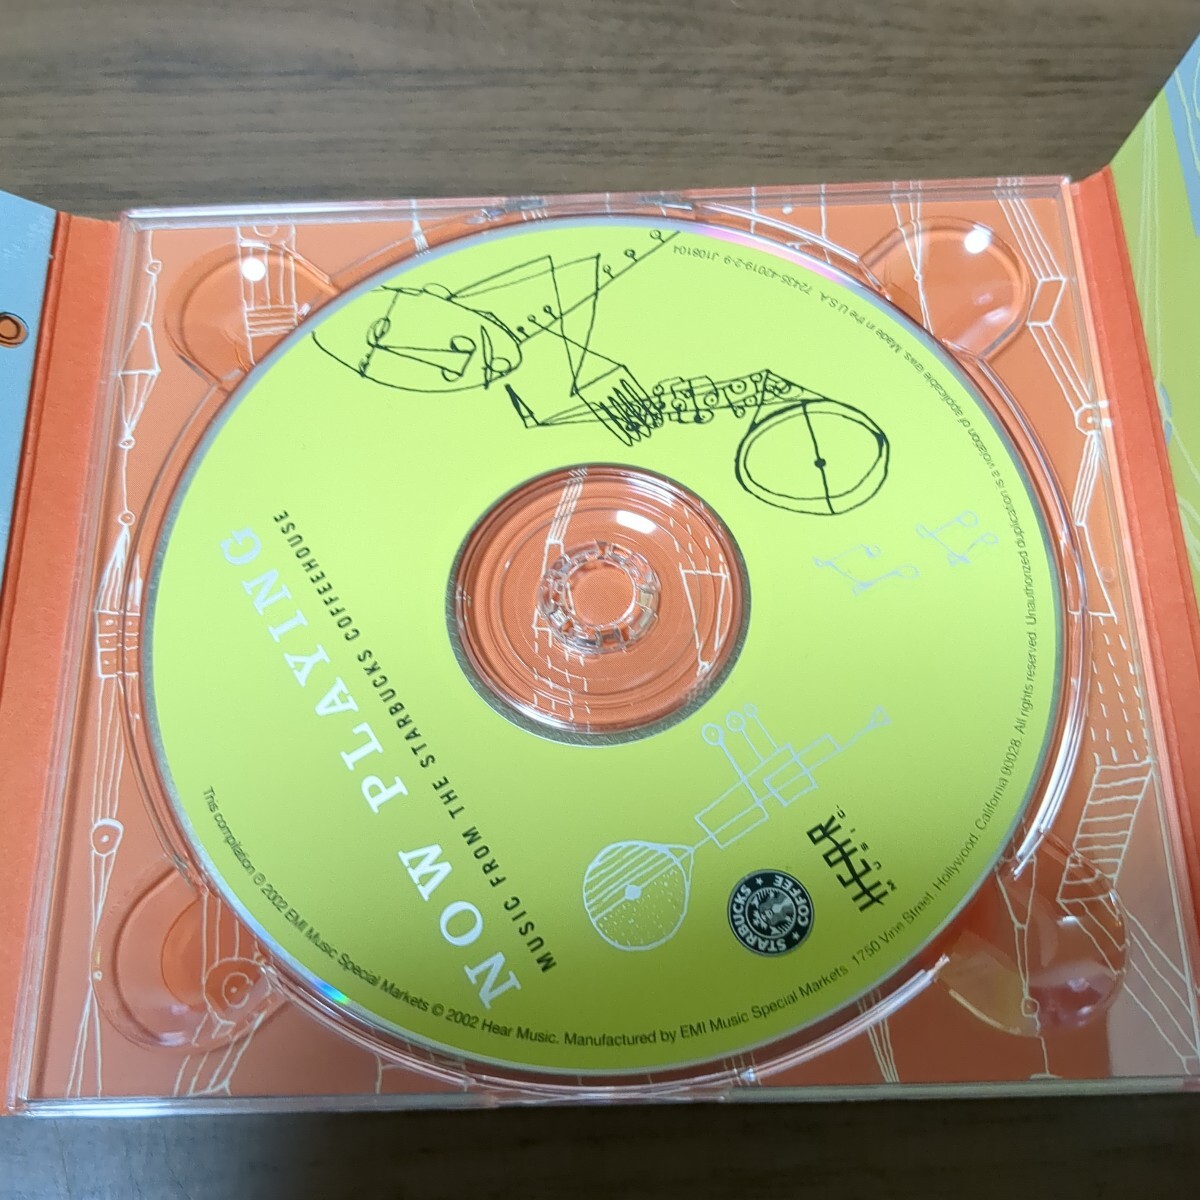 NOW PLAYING
MUSIC FROM THE STARBUCKS COFFEEHOUSE
STARBUCKS COFFEE
HEAR
MUSIC
This compilation ℗ 2002 EMI Music Special Markets © 2002 Hear Music. Manufactured by EMI Music Special Markets 1750 Vine Street, Hollywood, California 90028. All rights reserved. Unauthorized duplication is a violation of applicable laws. Made in the U.S.A. 72435-42019-2-9 J108104